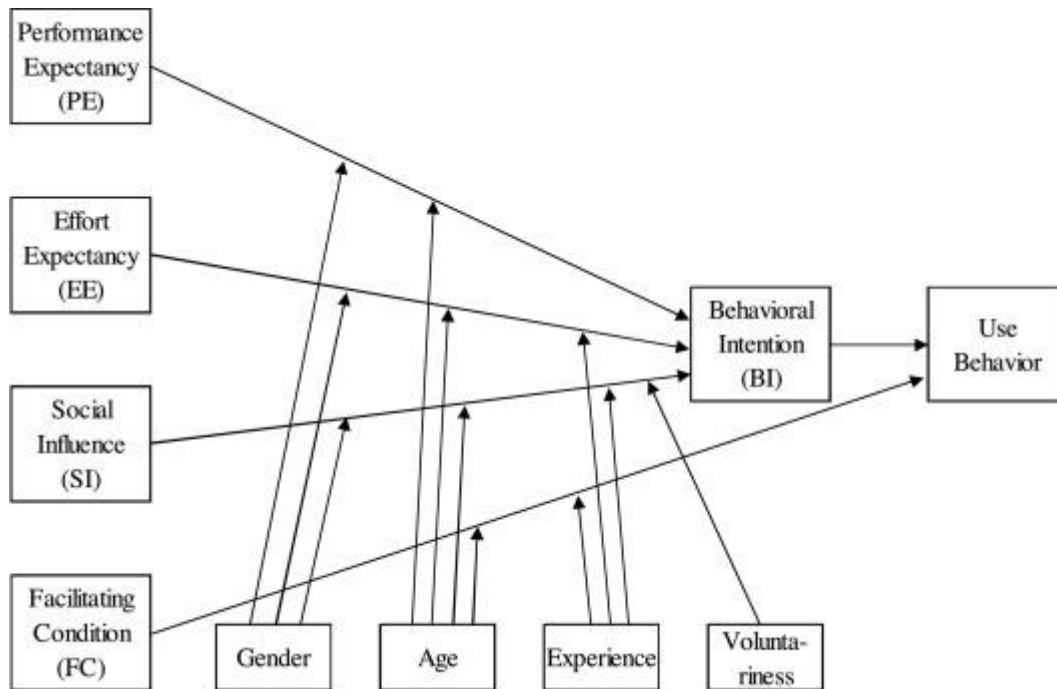 Performance
Expectancy
(PE)
Effort
Expectancy
(EE)
Social
Influence
(SI)
Facilitating
Condition
(FC)
Behavioral
Intention
(BI)
Use
Behavior
Gender
Age
Experience
Volunta-
riness